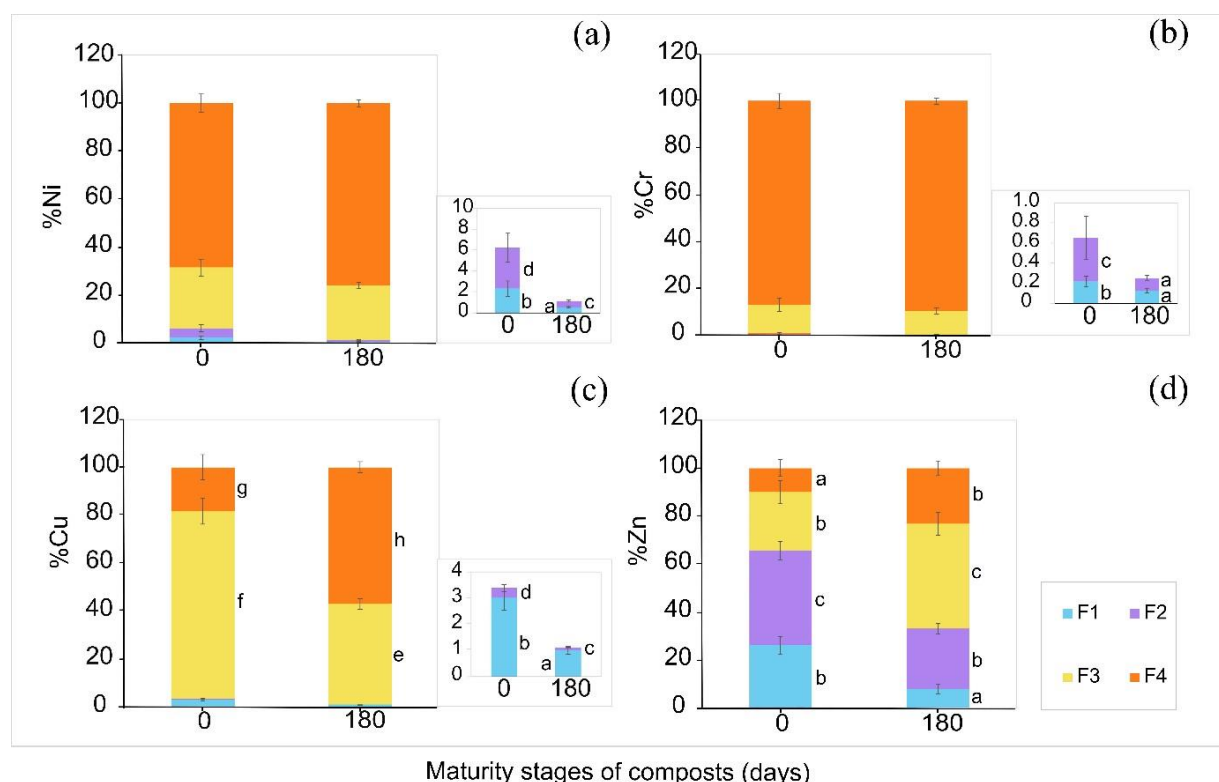 (a)
%Ni
120
100
80
60
40
20
0
0 180
10
8
6
4
2
0
d
b
a
c
0 180
(b)
%Cr
120
100
80
60
40
20
0
0 180
1.0
0.8
0.6
0.4
0.2
0
c
b
a
a
0 180
(c)
%Cu
120
100
80
60
40
20
0
g
f
h
e
0 180
4
3
2
1
0
d
b
a
c
0 180
(d)
%Zn
120
100
80
60
40
20
0
a
b
c
b
b
c
b
a
0 180
F1 F2
F3 F4
Maturity stages of composts (days)